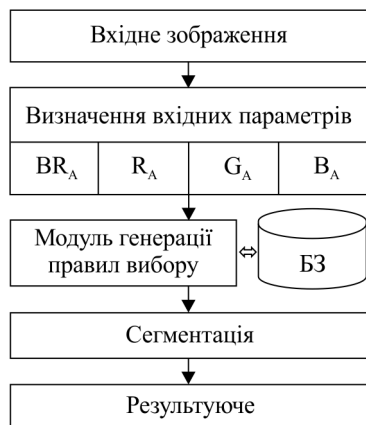 Вхідне зображення
Визначення вхідних параметрів
BR_A R_A G_A B_A
Модуль генерації
правил вибору
⇔ БЗ
Сегментація
Результуюче